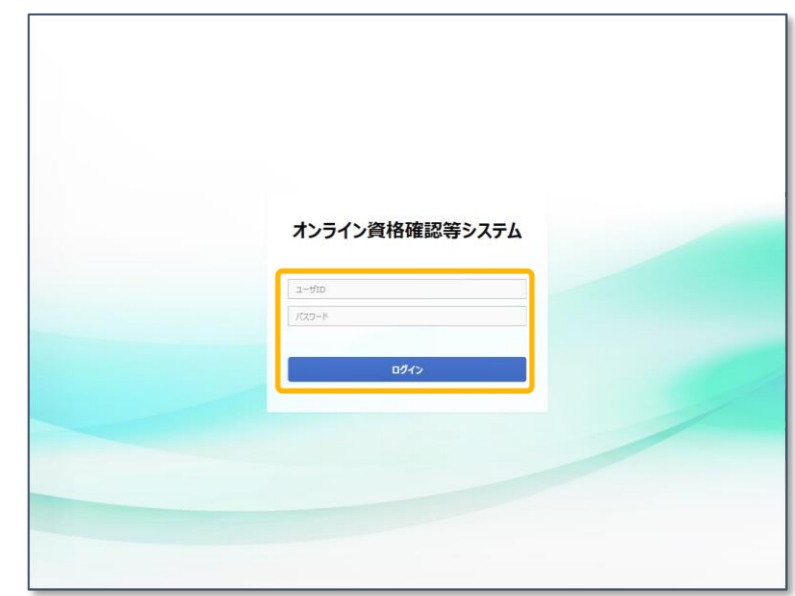 オンライン資格確認等システム
ユーザID
パスワード
ログイン